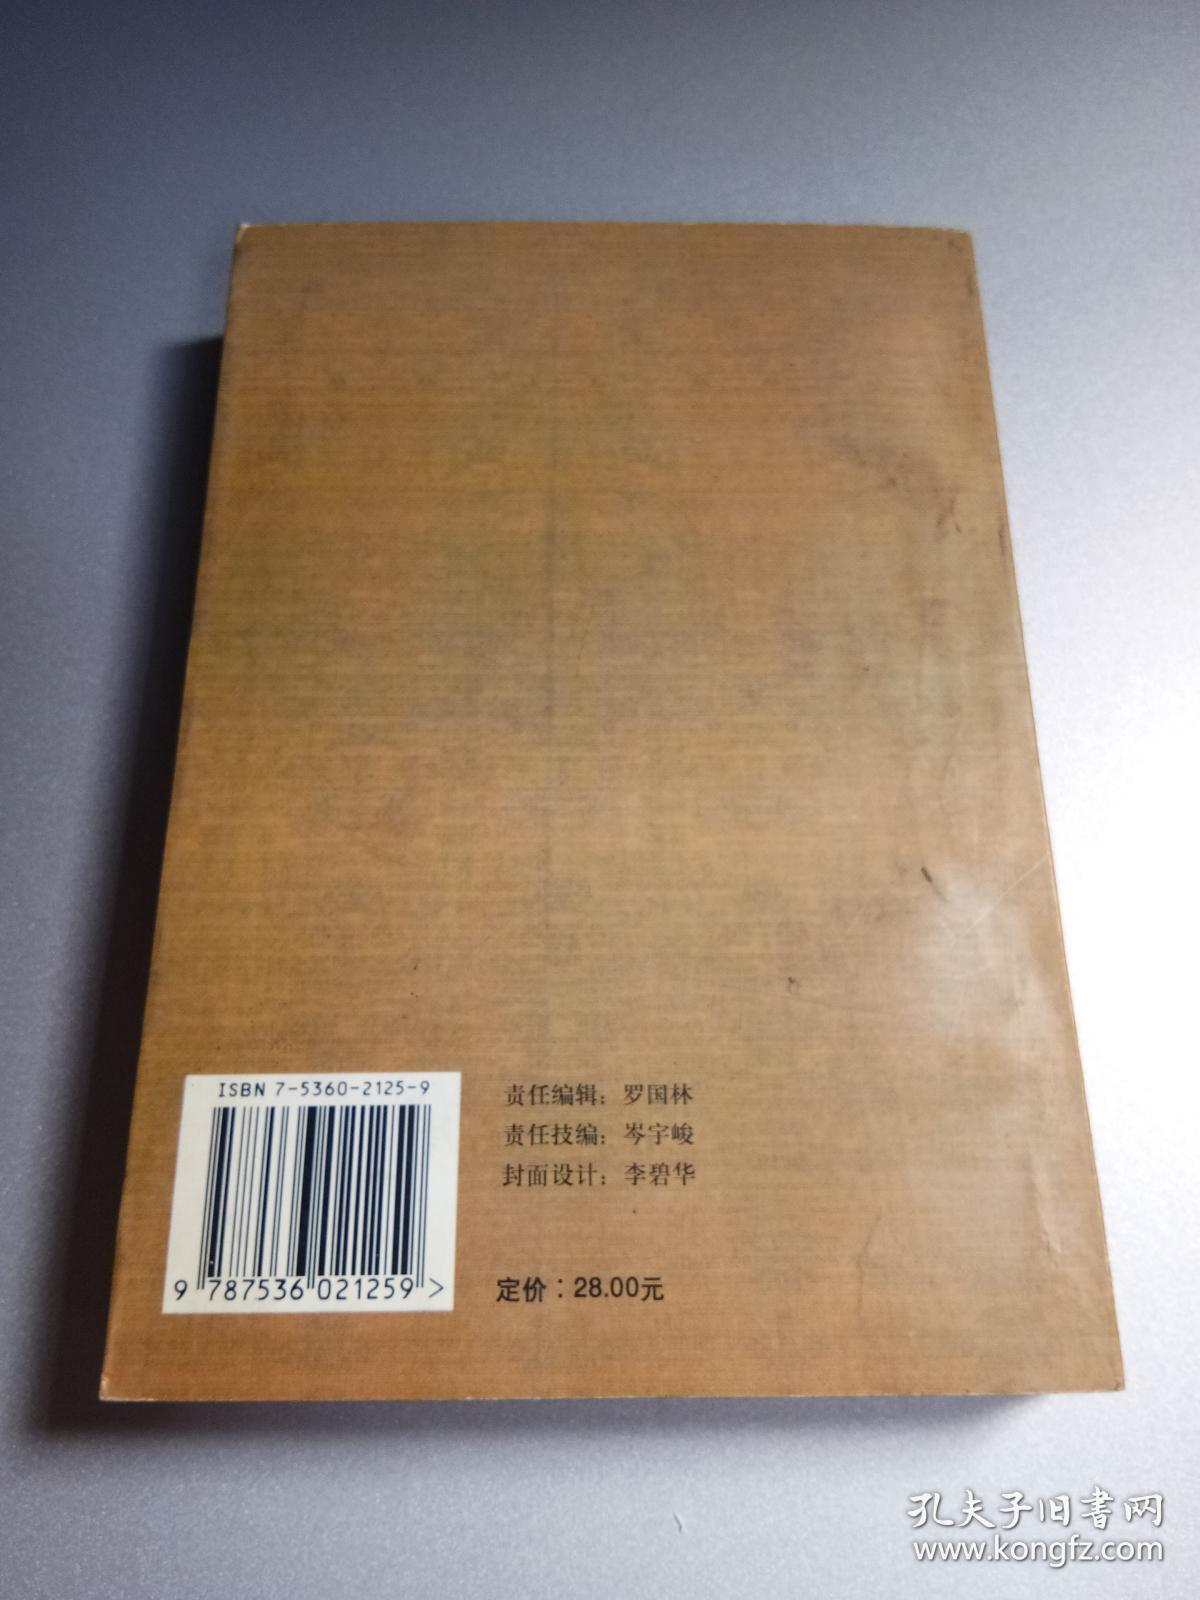 ISBN 7-5360-2125-9
9 787536 021259 >
责任编辑：罗国林
责任技编：岑宇峻
封面设计：李碧华
定价：28.00元
孔夫子旧书网
www.kongfz.com